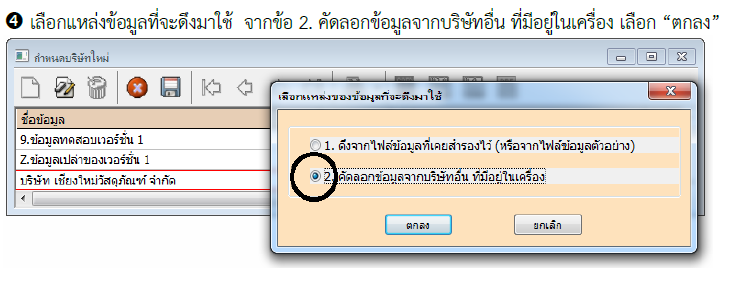 ❹ เลือกแหล่งข้อมูลที่จะดึงมาใช้ จากข้อ 2. คัดลอกข้อมูลจากบริษัทอื่น ที่มีอยู่ในเครื่อง เลือก “ตกลง”
กำหนดบริษัทใหม่
เลือกแหล่งของข้อมูลที่จะดึงมาใช้
ชื่อข้อมูล
9.ข้อมูลทดสอบเวอร์ชั่น 1
Z.ข้อมูลเปล่าของเวอร์ชั่น 1
บริษัท เชียงใหม่วัสดุภัณฑ์ จำกัด
1. ดึงจากไฟล์ข้อมูลที่เคยสำรองไว้ (หรือจากไฟล์ข้อมูลตัวอย่าง)
2. คัดลอกข้อมูลจากบริษัทอื่น ที่มีอยู่ในเครื่อง
ตกลง
ยกเลิก